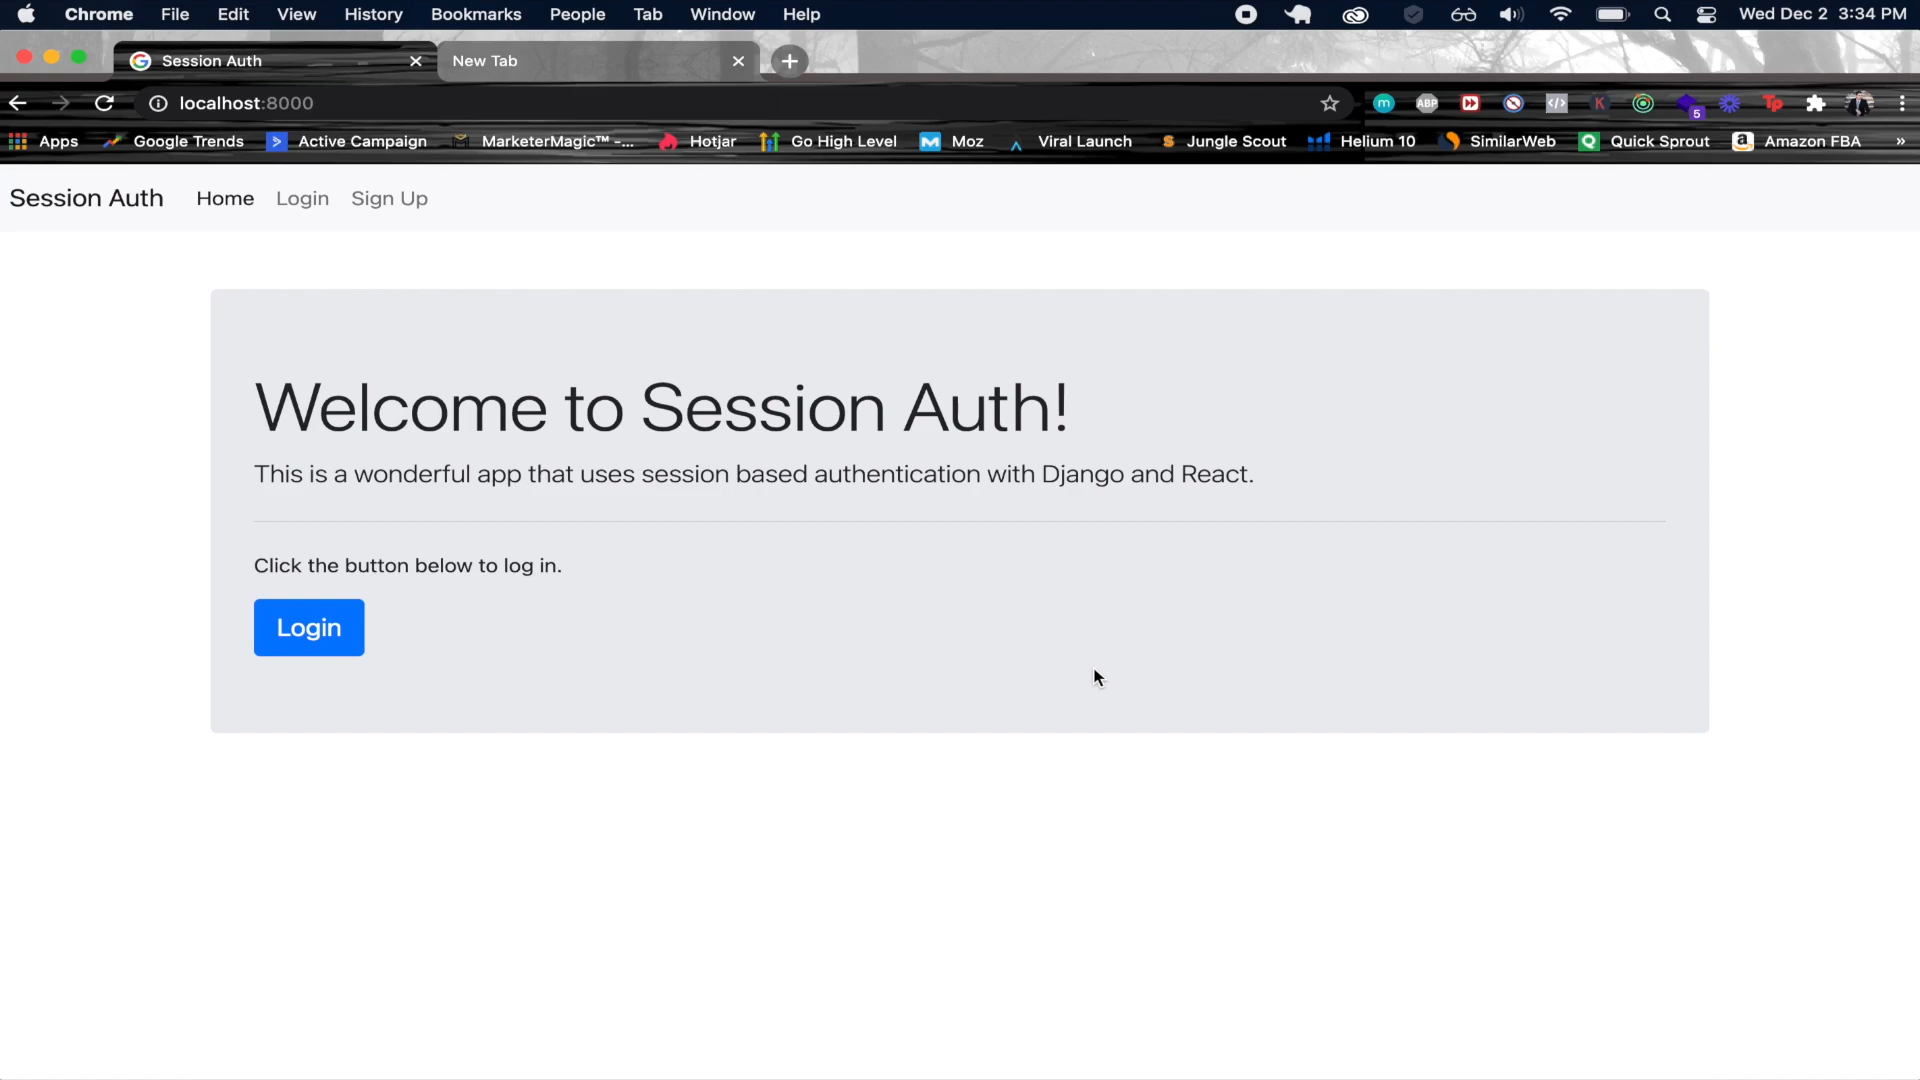 Chrome File Edit View History Bookmarks People Tab Window Help Wed Dec 2 3:34 PM
Session Auth New Tab
localhost:8000 m ABP </> K 5 Tp
Apps Google Trends Active Campaign MarketerMagic™ -... Hotjar Go High Level Moz Viral Launch Jungle Scout Helium 10 SimilarWeb Quick Sprout Amazon FBA »
Session Auth Home Login Sign Up
Welcome to Session Auth!
This is a wonderful app that uses session based authentication with Django and React.
Click the button below to log in.
Login